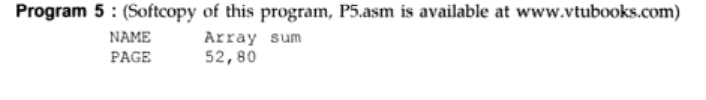 Program 5 : (Softcopy of this program, P5.asm is available at www.vtubooks.com)
NAME Array sum
PAGE 52,80